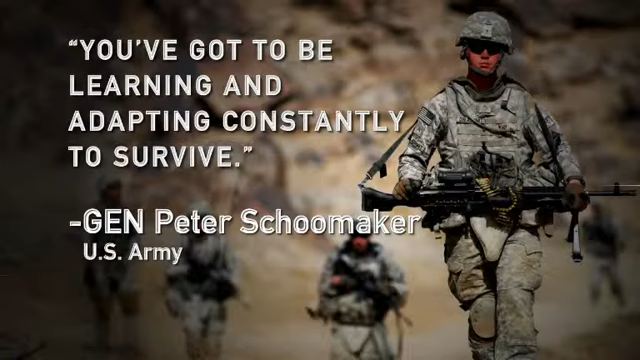 “YOU’VE GOT TO BE
LEARNING AND
ADAPTING CONSTANTLY
TO SURVIVE.”
-GEN Peter Schoomaker
U.S. Army